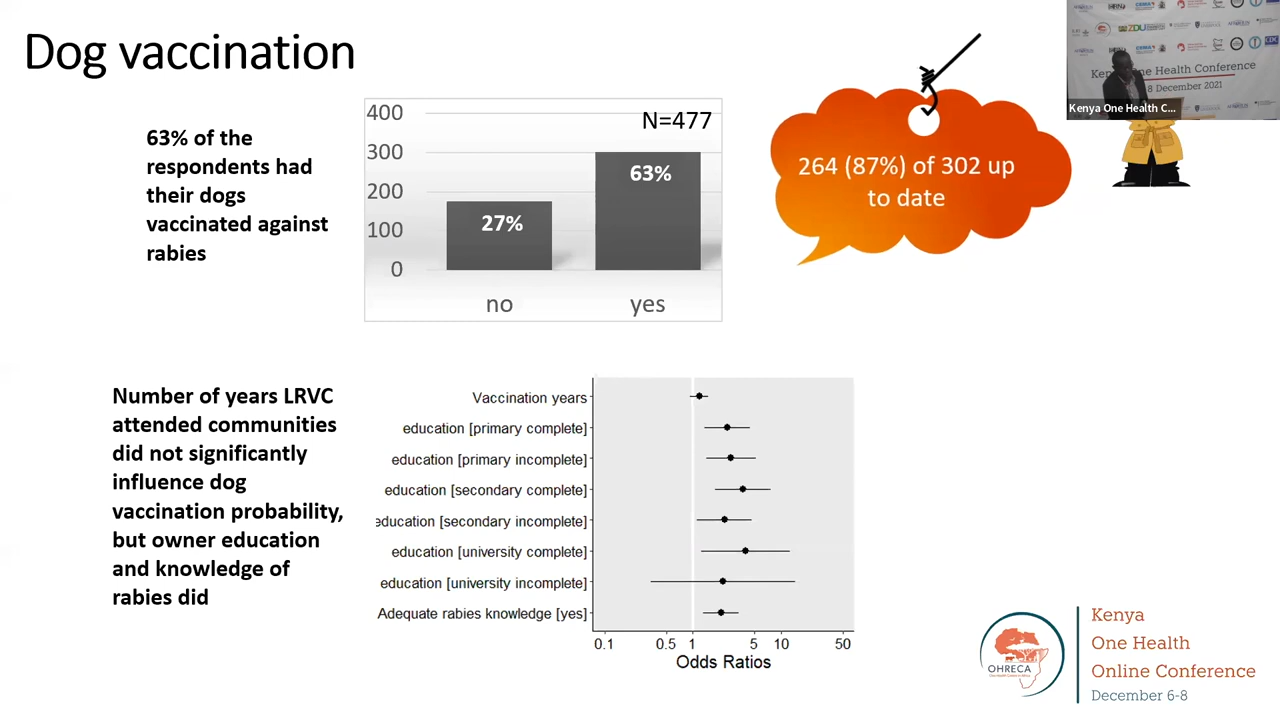 Dog vaccination
63% of the
respondents had
their dogs
vaccinated against
rabies
400
300
200
100
0
N=477
27%
63%
no
yes
264 (87%) of 302 up
to date
Kenya One Health Conference
8 December 2021
Kenya One Health C...
Number of years LRVC
attended communities
did not significantly
influence dog
vaccination probability,
but owner education
and knowledge of
rabies did
Vaccination years
education [primary complete]
education [primary incomplete]
education [secondary complete]
education [secondary incomplete]
education [university complete]
education [university incomplete]
Adequate rabies knowledge [yes]
0.1 0.5 1 5 10 50
Odds Ratios
OHRECA
Kenya
One Health
Online Conference
December 6-8